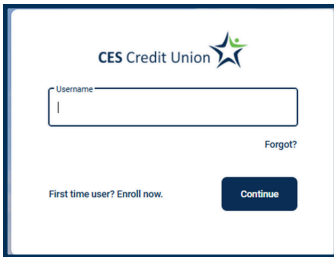 CES Credit Union
Username
Forgot?
First time user? Enroll now.
Continue